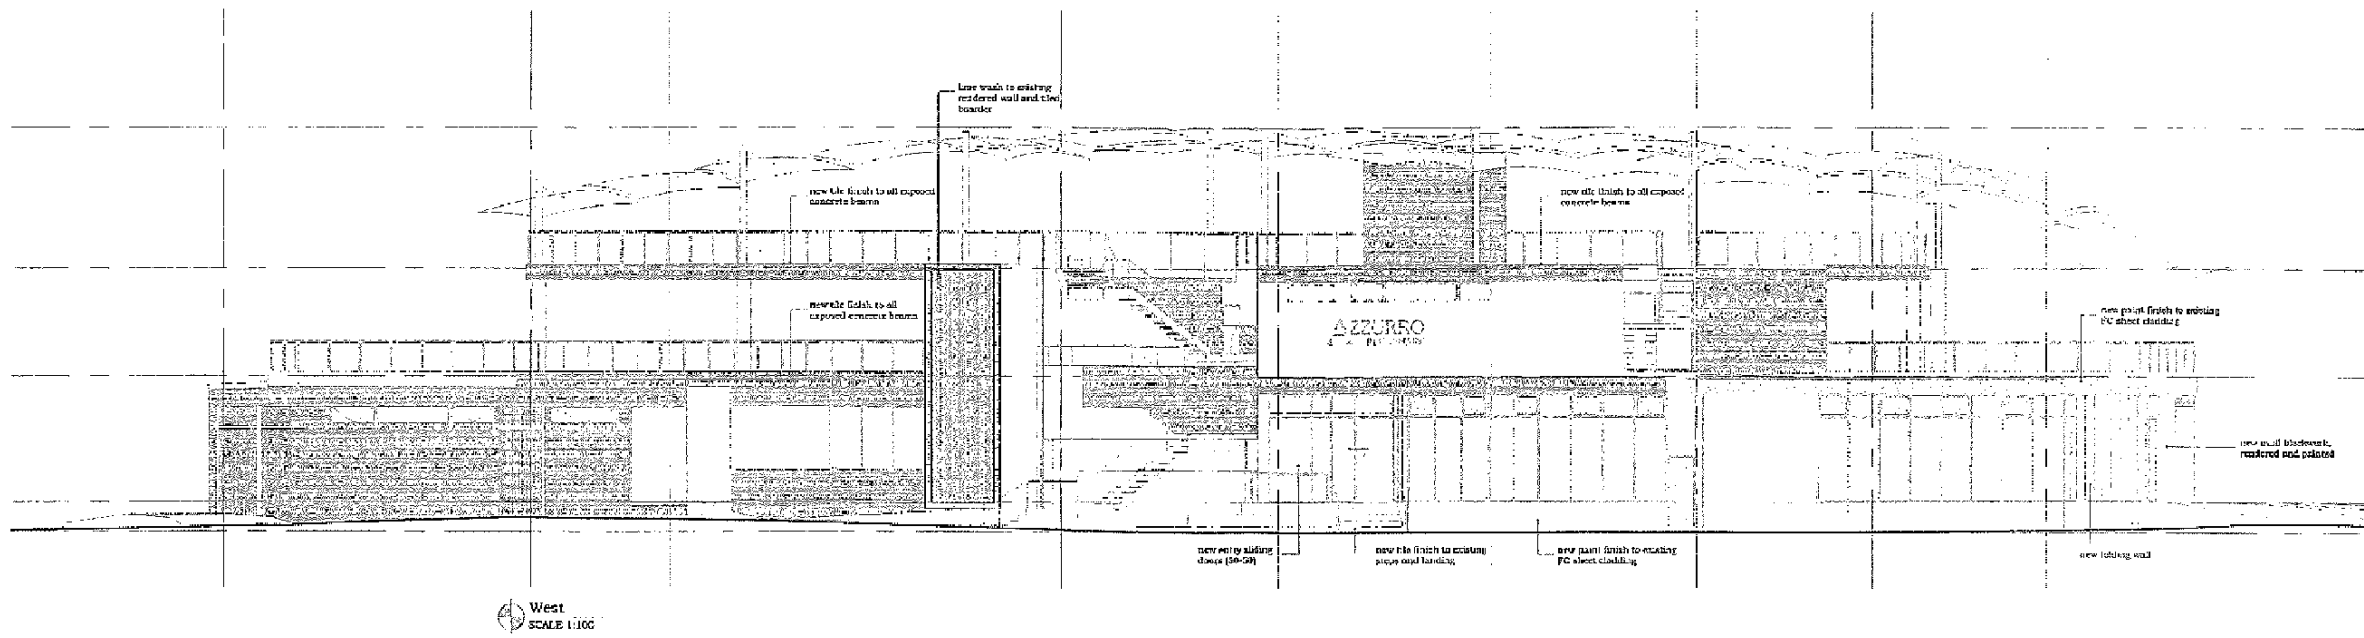 lime wash to existing
rendered wall and tiled
boarder
new tile finish to all exposed
concrete beams
new tile finish to all exposed
concrete beams
new tile finish to all
exposed concrete beams
AZZURRO
new paint finish to existing
FC sheet cladding
new infill blockwork,
rendered and painted
new entry sliding
doors (50-50)
new tile finish to existing
steps and landing
new paint finish to existing
FC sheet cladding
new folding wall
West
SCALE 1:100